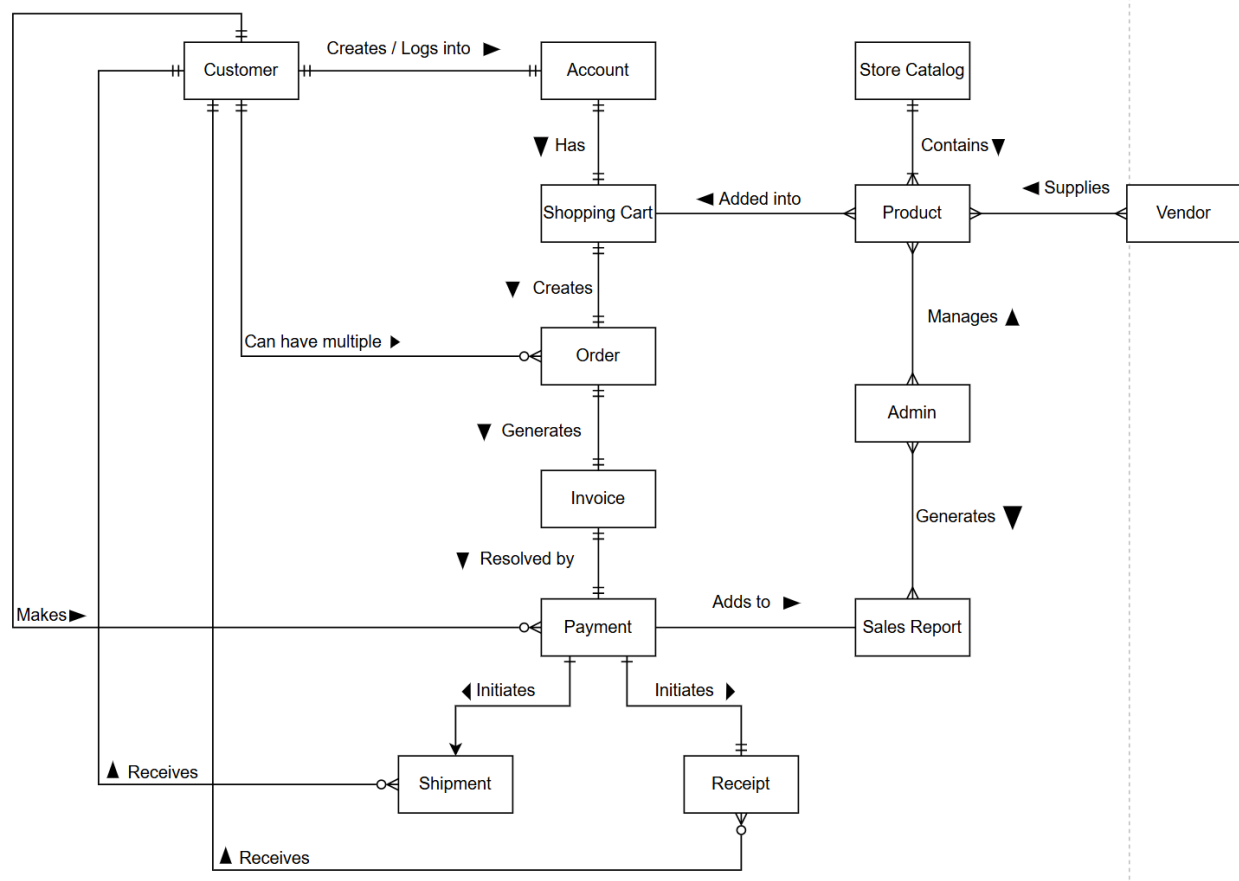 Customer
Creates / Logs into
Account
Store Catalog
Has
Contains
Shopping Cart
Added into
Product
Supplies
Vendor
Creates
Manages
Can have multiple
Order
Admin
Generates
Invoice
Generates
Resolved by
Makes
Payment
Adds to
Sales Report
Initiates
Initiates
Receives
Shipment
Receipt
Receives